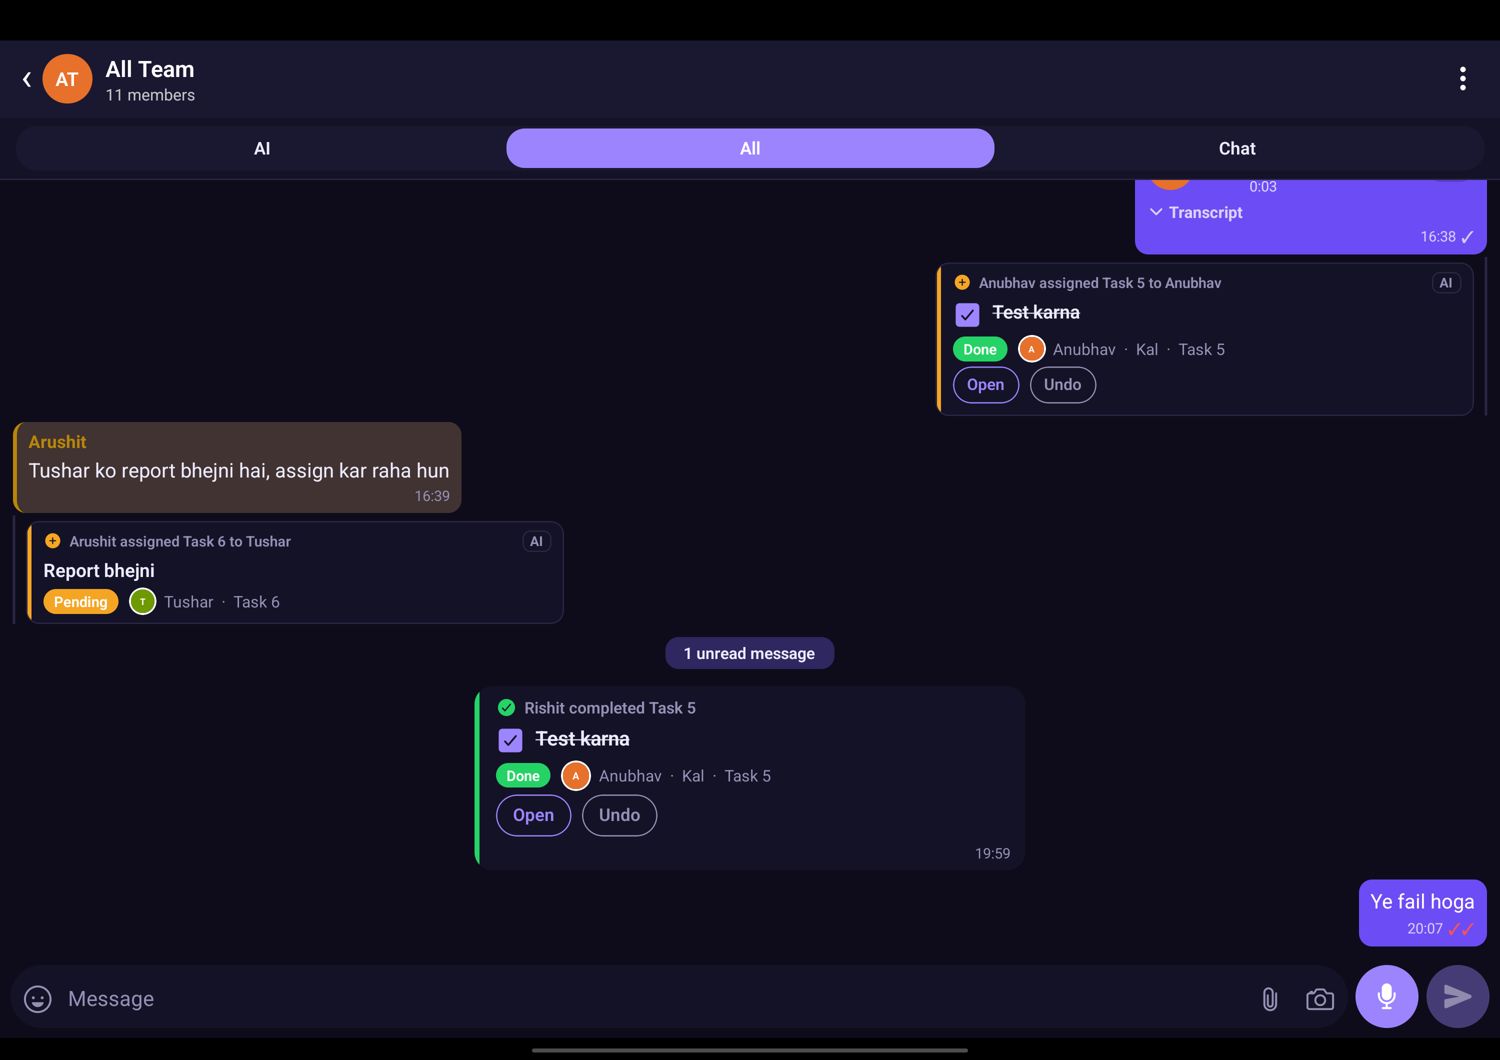 AT
All Team
11 members
AI
All
Chat
0:03
Transcript
16:38
Anubhav assigned Task 5 to Anubhav
AI
Test karna
Done
A
Anubhav · Kal · Task 5
Open
Undo
Arushit
Tushar ko report bhejni hai, assign kar raha hun
16:39
Arushit assigned Task 6 to Tushar
AI
Report bhejni
Pending
T
Tushar · Task 6
1 unread message
Rishit completed Task 5
Test karna
Done
A
Anubhav · Kal · Task 5
Open
Undo
19:59
Ye fail hoga
20:07
Message